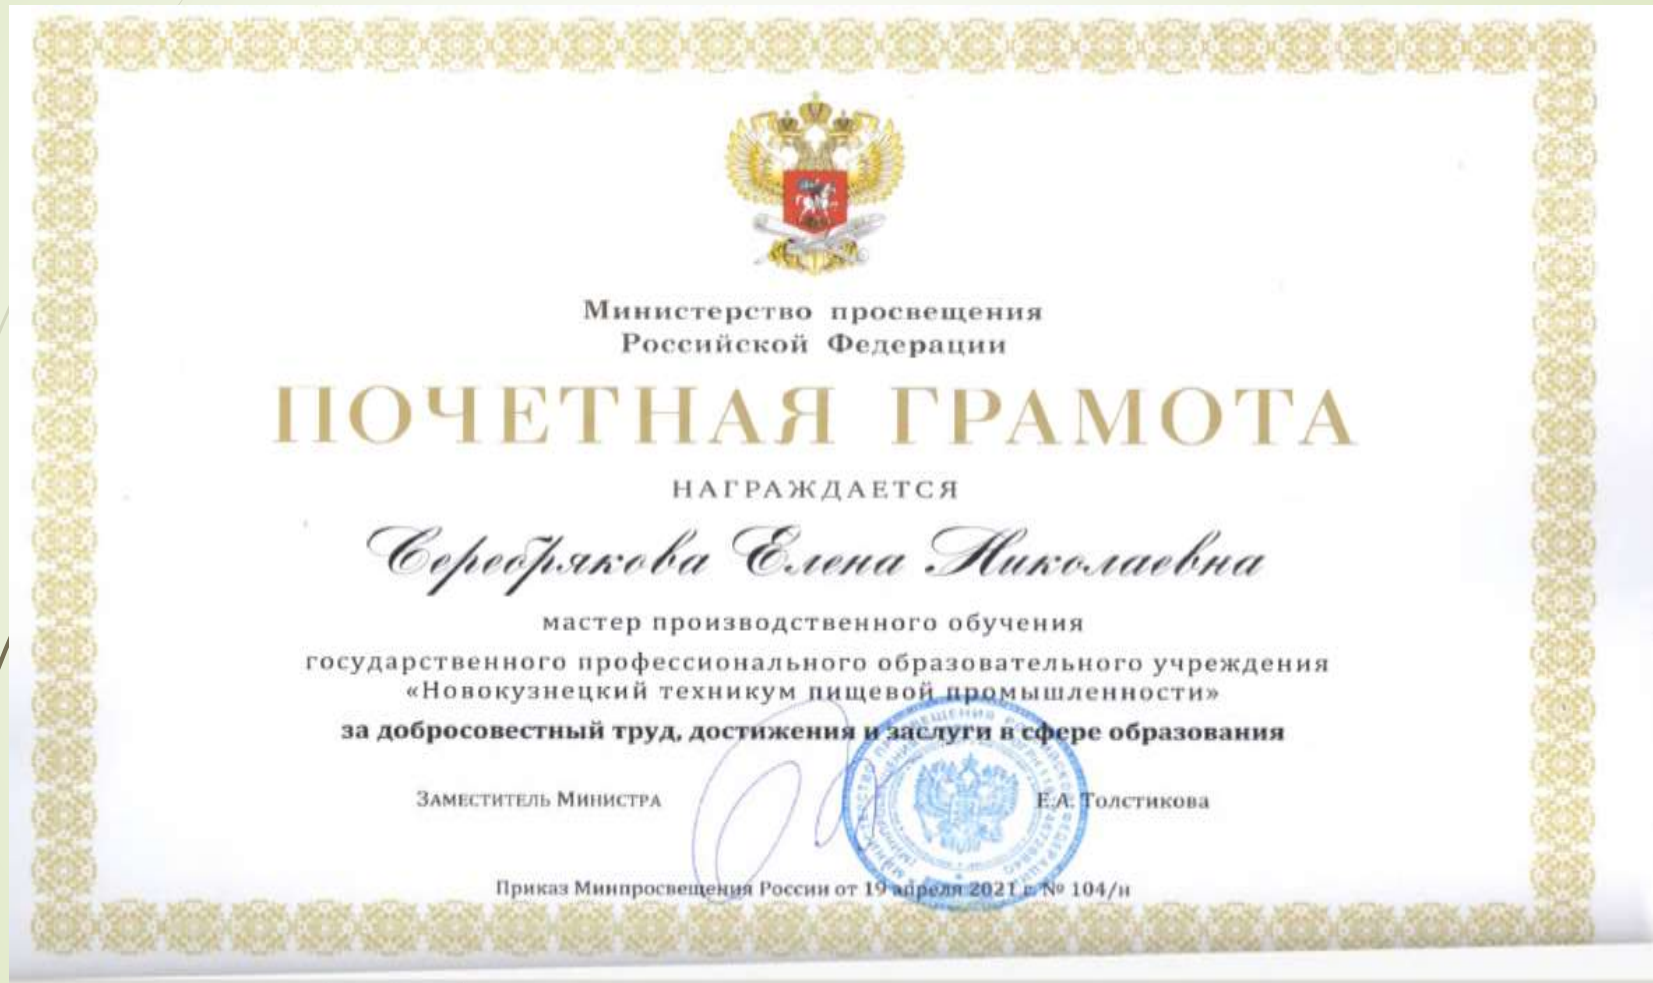 Министерство просвещения
Российской Федерации
ПОЧЕТНАЯ ГРАМОТА
НАГРАЖДАЕТСЯ
Серебрякова Елена Николаевна
мастер производственного обучения
государственного профессионального образовательного учреждения
«Новокузнецкий техникум пищевой промышленности»
за добросовестный труд, достижения и заслуги в сфере образования
Заместитель Министра
Е.А. Толстикова
Приказ Минпросвещения России от 19 апреля 2021 г. № 104/н